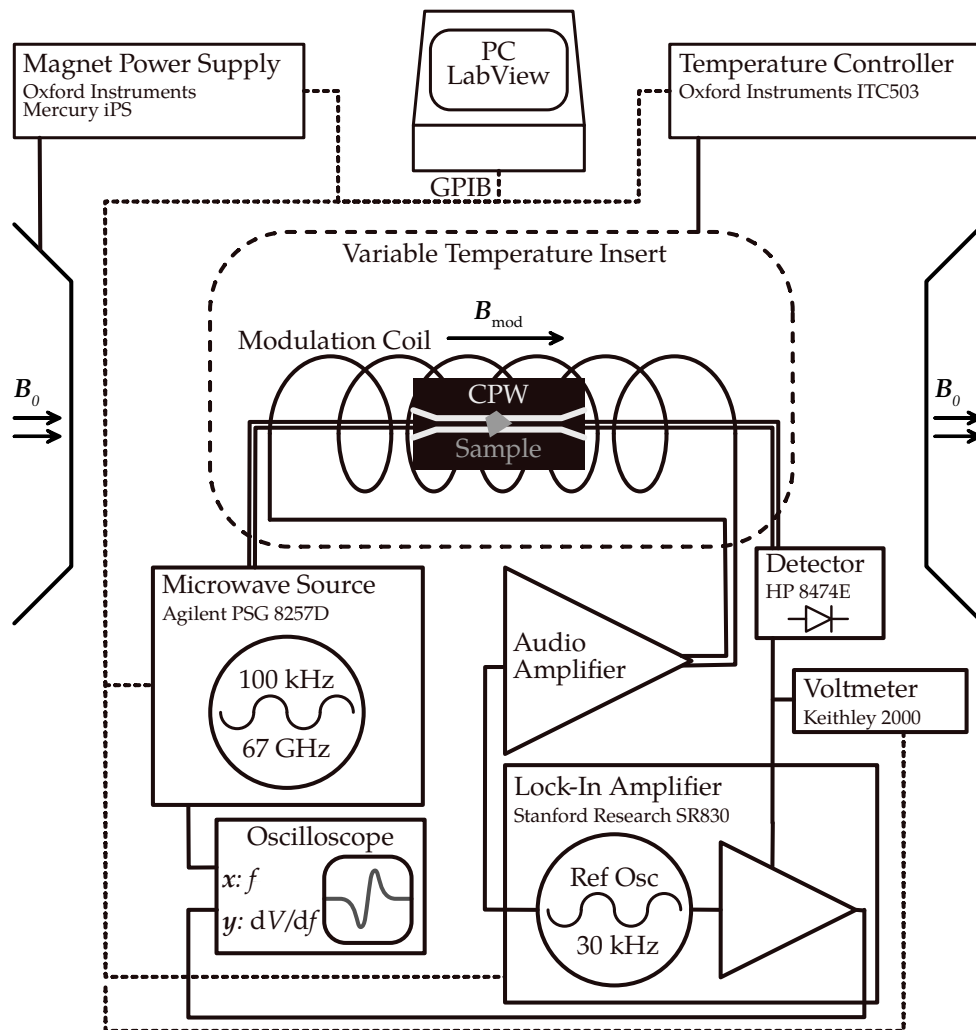 Magnet Power Supply
Oxford Instruments
Mercury iPS
PC
LabView
Temperature Controller
Oxford Instruments ITC503
GPIB
Variable Temperature Insert
Bmod
Modulation Coil
B0
B0
CPW
Sample
Microwave Source
Agilent PSG 8257D
100 kHz
67 GHz
Audio
Amplifier
Detector
HP 8474E
Voltmeter
Keithley 2000
Lock-In Amplifier
Stanford Research SR830
Ref Osc
30 kHz
Oscilloscope
x: f
y: dV/df